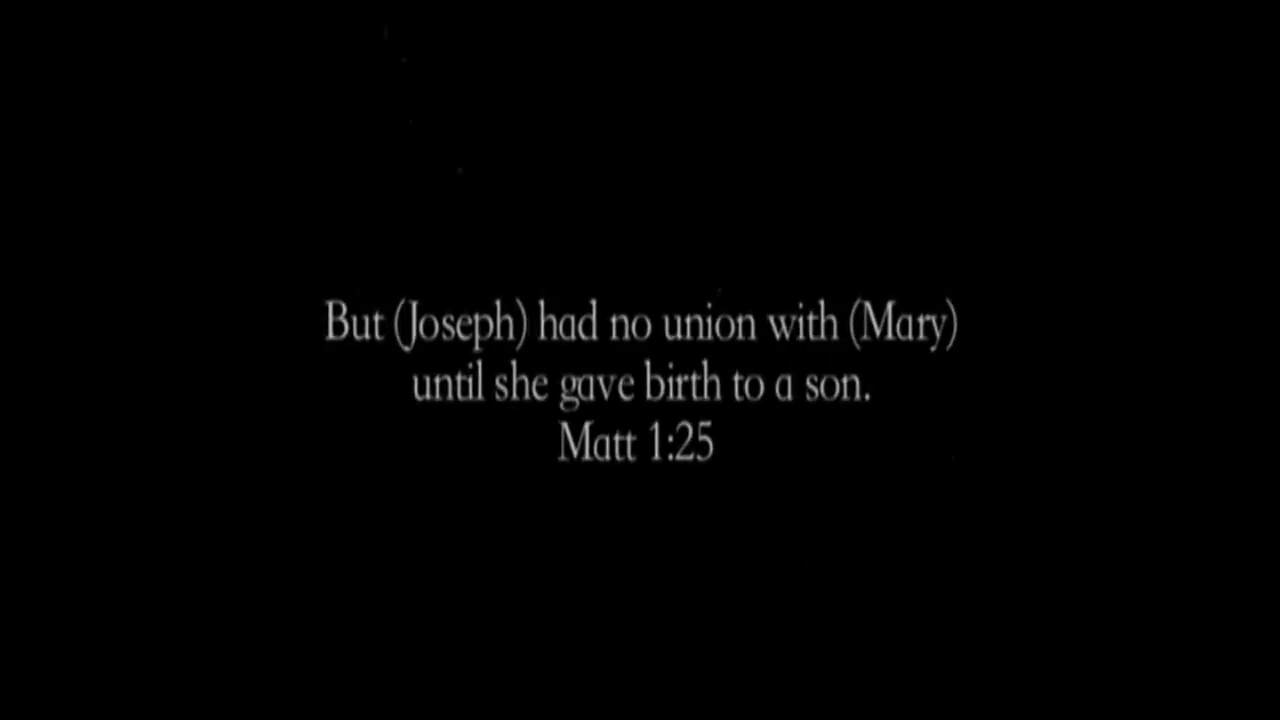 But (Joseph) had no union with (Mary)
until she gave birth to a son.
Matt 1:25